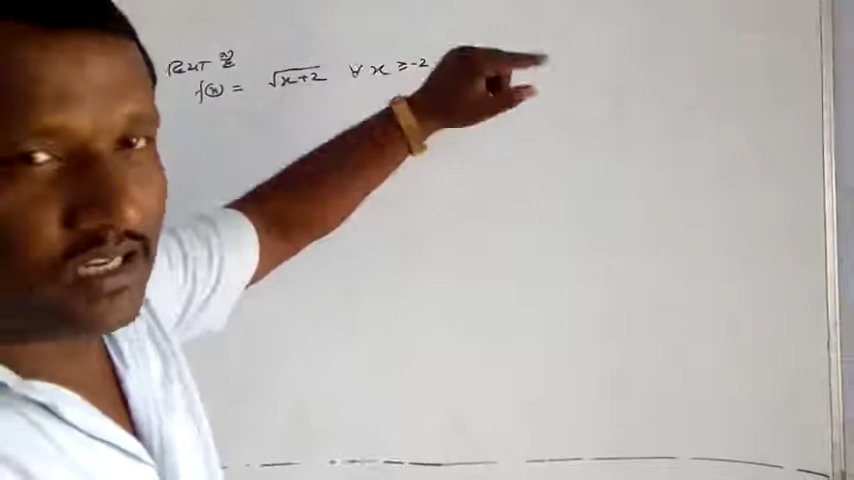 f(x) = √x+2 ∀ x ≥ -2